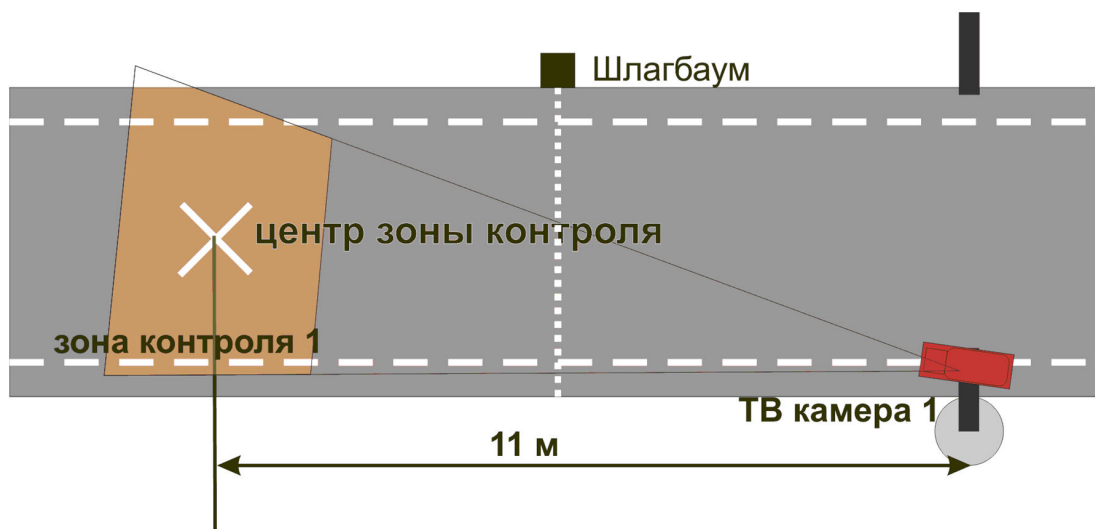 Шлагбаум
центр зоны контроля
зона контроля 1
ТВ камера 1
11 м